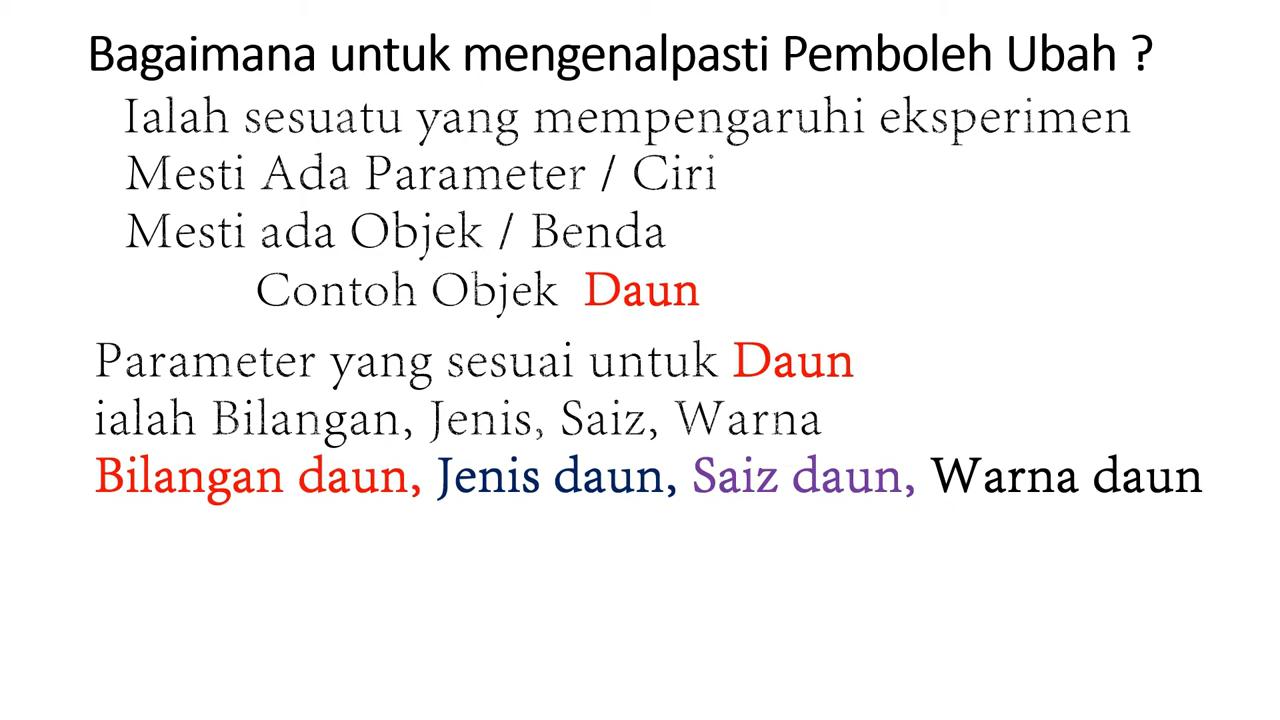 Bagaimana untuk mengenalpasti Pemboleh Ubah ?
Ialah sesuatu yang mempengaruhi eksperimen
Mesti Ada Parameter / Ciri
Mesti ada Objek / Benda
Contoh Objek Daun
Parameter yang sesuai untuk Daun
ialah Bilangan, Jenis, Saiz, Warna
Bilangan daun, Jenis daun, Saiz daun, Warna daun